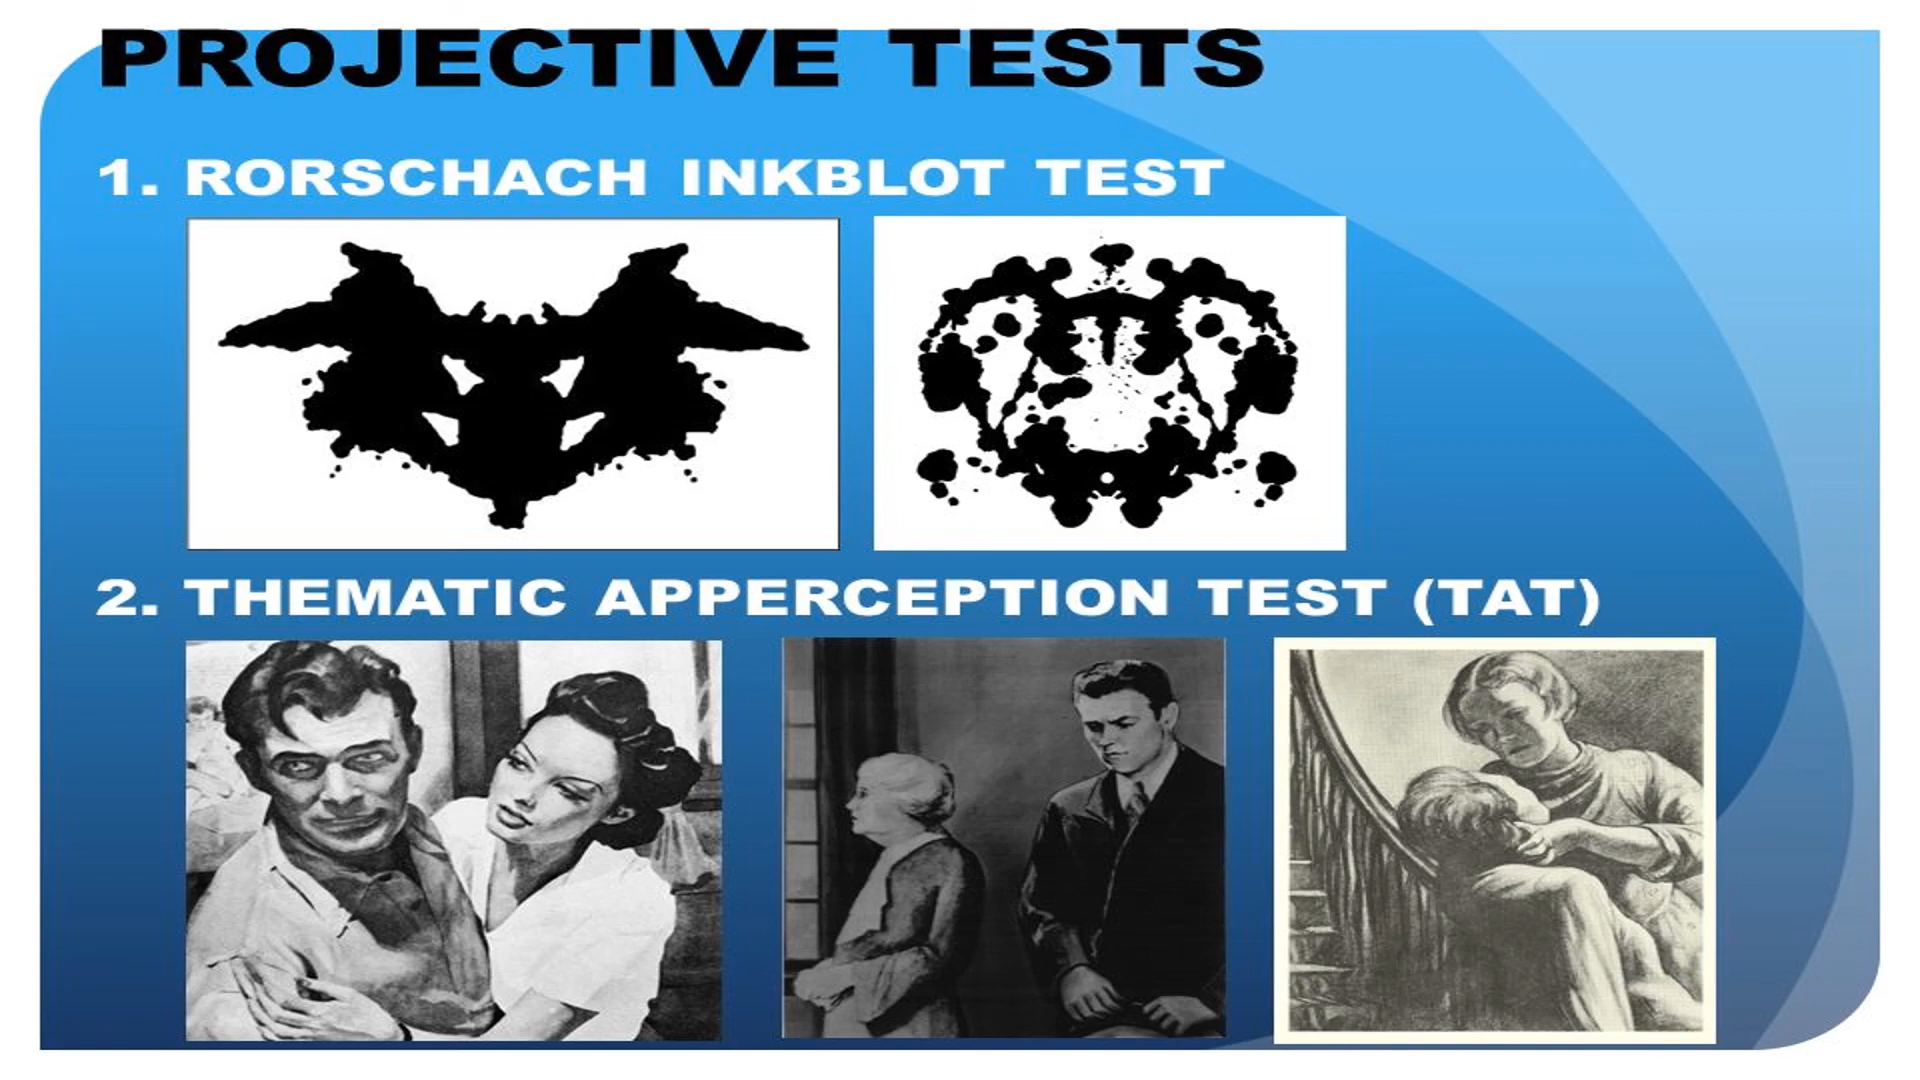 PROJECTIVE TESTS
1. RORSCHACH INKBLOT TEST
2. THEMATIC APPERCEPTION TEST (TAT)